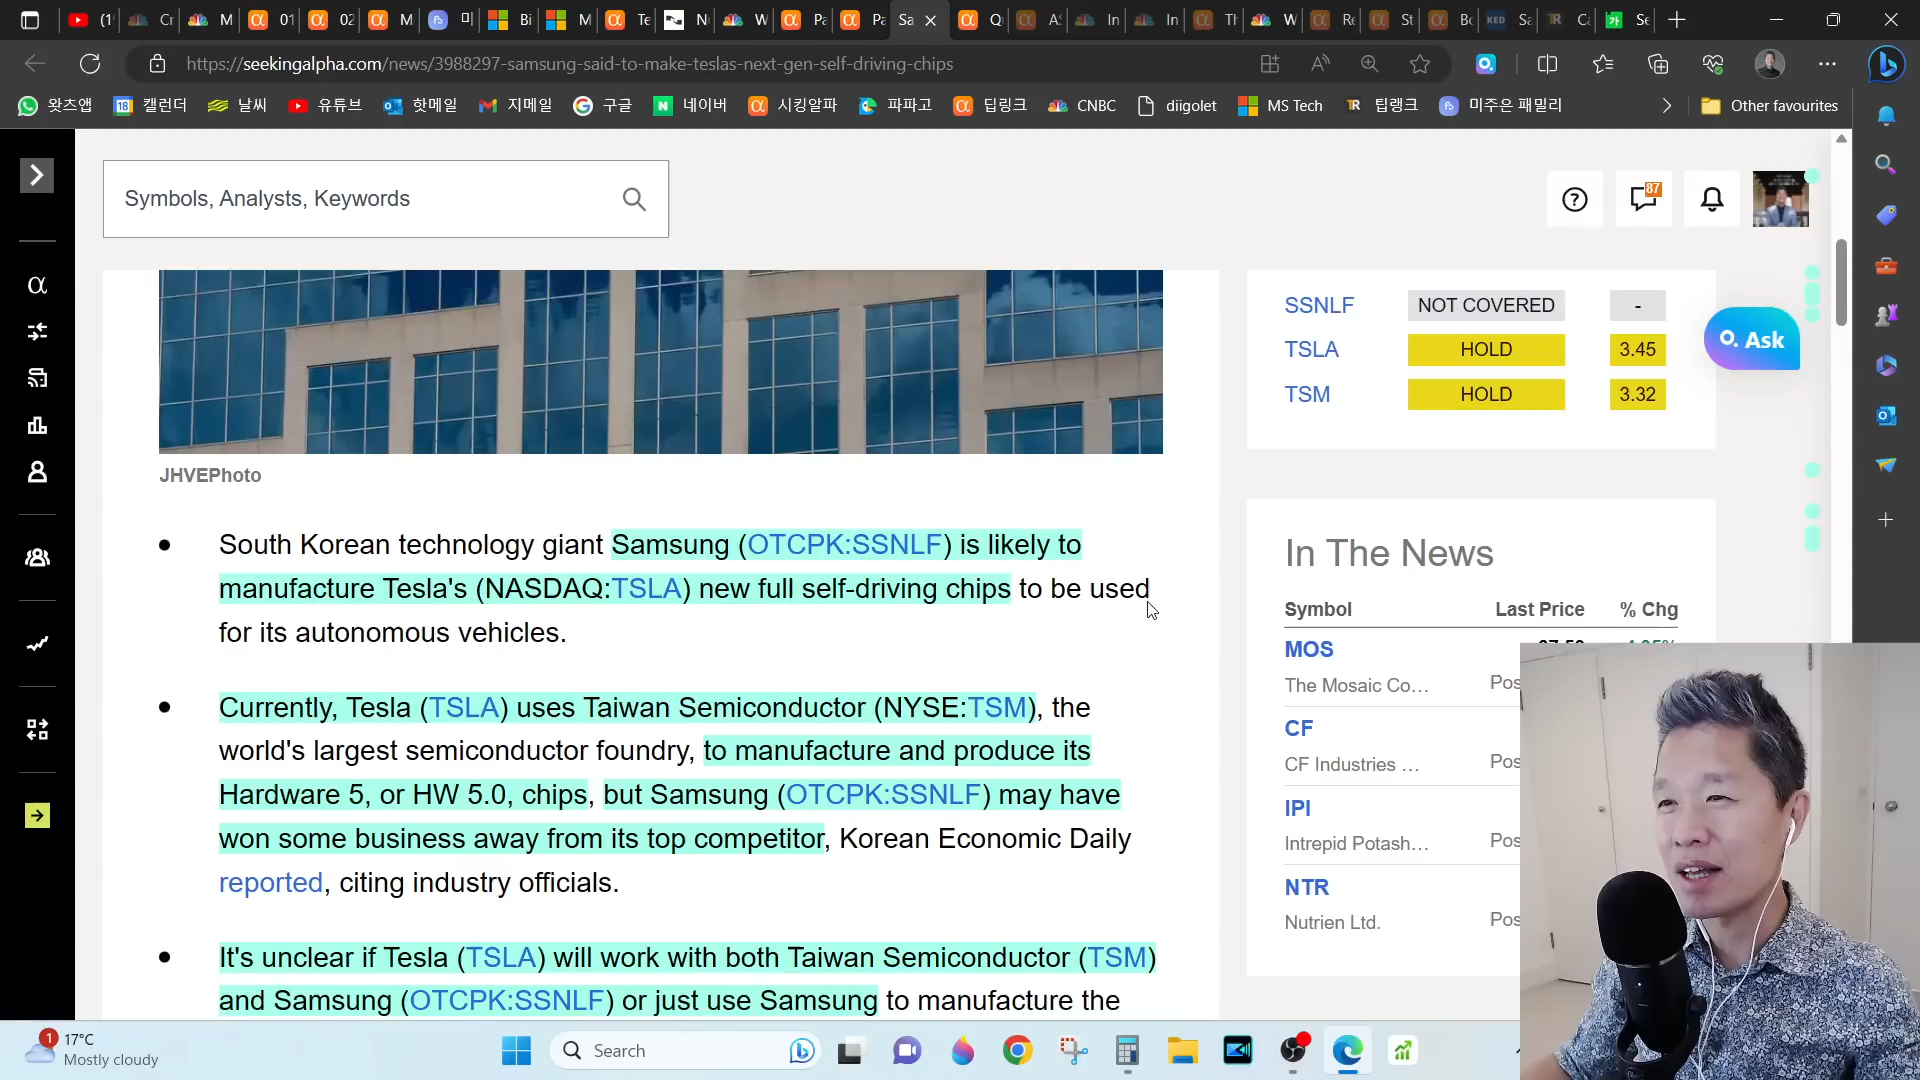 https://seekingalpha.com/news/3988297-samsung-said-to-make-teslas-next-gen-self-driving-chips
왓츠앱
캘린더
날씨
유튜브
핫메일
지메일
구글
네이버
시킹알파
파파고
딥링크
CNBC
diigolet
MS Tech
팁랭크
미주은 패밀리
Other favourites
Symbols, Analysts, Keywords
87
SSNLF NOT COVERED -
TSLA HOLD 3.45
TSM HOLD 3.32
Ask
JHVEPhoto
South Korean technology giant Samsung (OTCPK:SSNLF) is likely to
manufacture Tesla's (NASDAQ:TSLA) new full self-driving chips to be used
for its autonomous vehicles.
Currently, Tesla (TSLA) uses Taiwan Semiconductor (NYSE:TSM), the
world's largest semiconductor foundry, to manufacture and produce its
Hardware 5, or HW 5.0, chips, but Samsung (OTCPK:SSNLF) may have
won some business away from its top competitor, Korean Economic Daily
reported, citing industry officials.
It's unclear if Tesla (TSLA) will work with both Taiwan Semiconductor (TSM)
and Samsung (OTCPK:SSNLF) or just use Samsung to manufacture the
In The News
Symbol Last Price % Chg
MOS
The Mosaic Co... Pos
CF
CF Industries ... Pos
IPI
Intrepid Potash... Pos
NTR
Nutrien Ltd. Pos
1
17°C
Mostly cloudy
Search